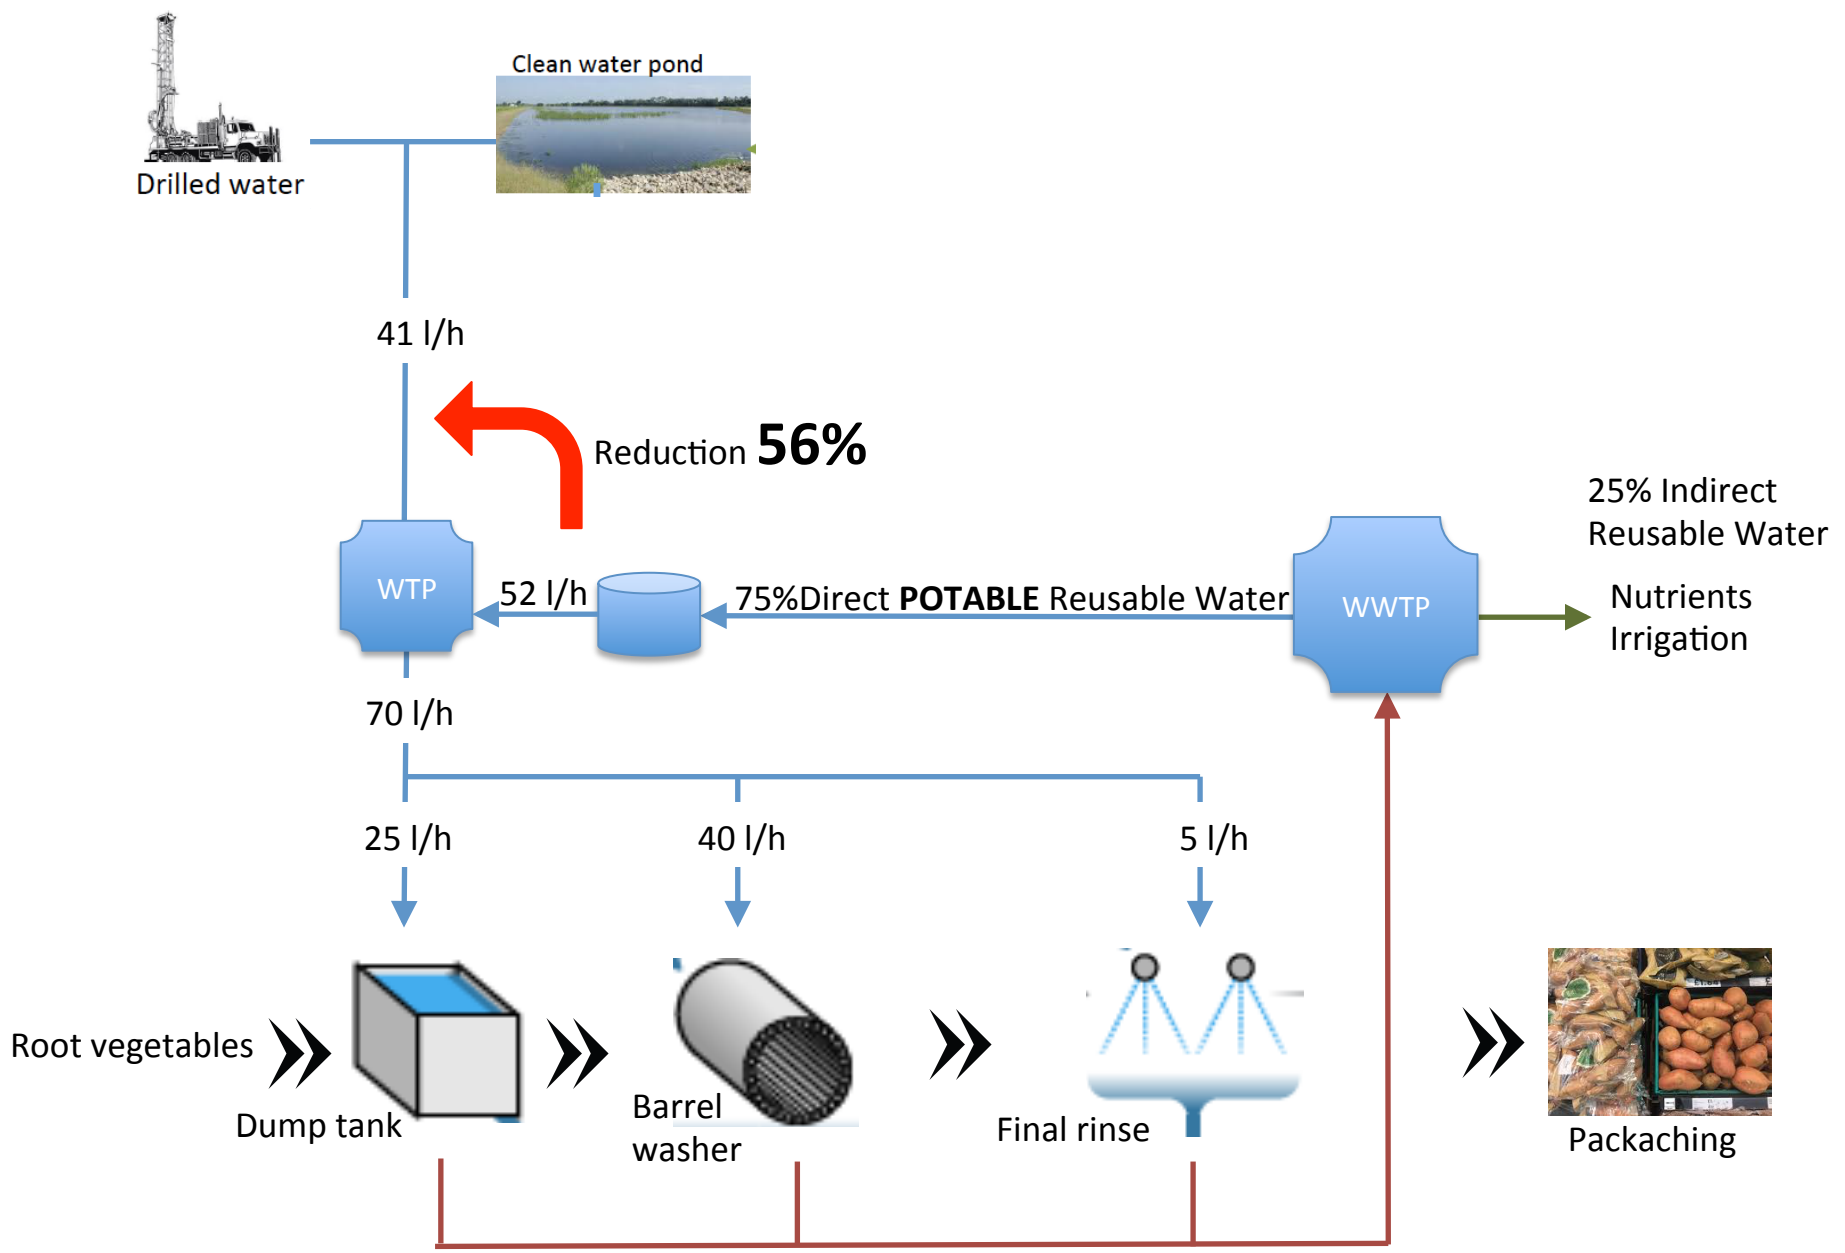 Clean water pond
Drilled water
41 l/h
Reduction 56%
25% Indirect
Reusable Water
WTP
52 l/h
75%Direct POTABLE Reusable Water
WWTP
Nutrients
Irrigation
70 l/h
25 l/h
40 l/h
5 l/h
Root vegetables
Dump tank
Barrel
washer
Final rinse
Packaching